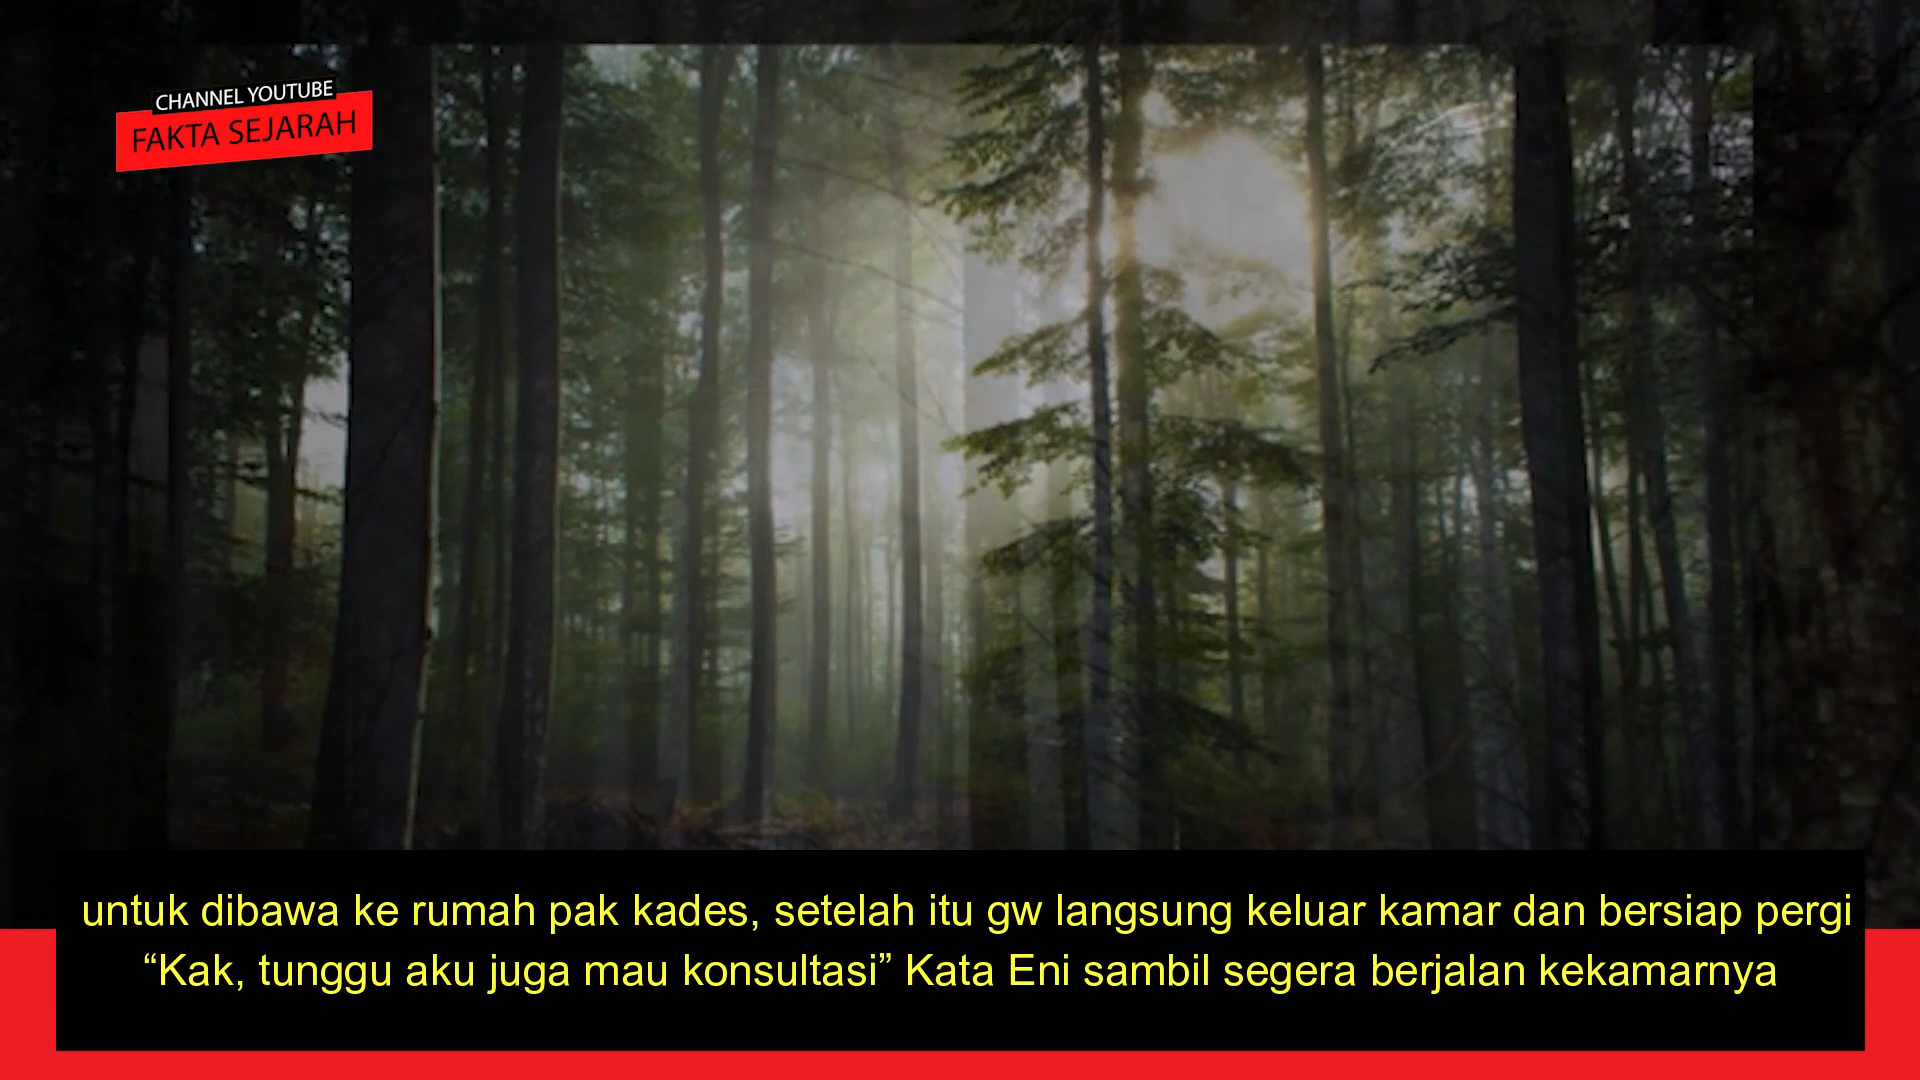 CHANNEL YOUTUBE
FAKTA SEJARAH
untuk dibawa ke rumah pak kades, setelah itu gw langsung keluar kamar dan bersiap pergi
“Kak, tunggu aku juga mau konsultasi” Kata Eni sambil segera berjalan kekamarnya